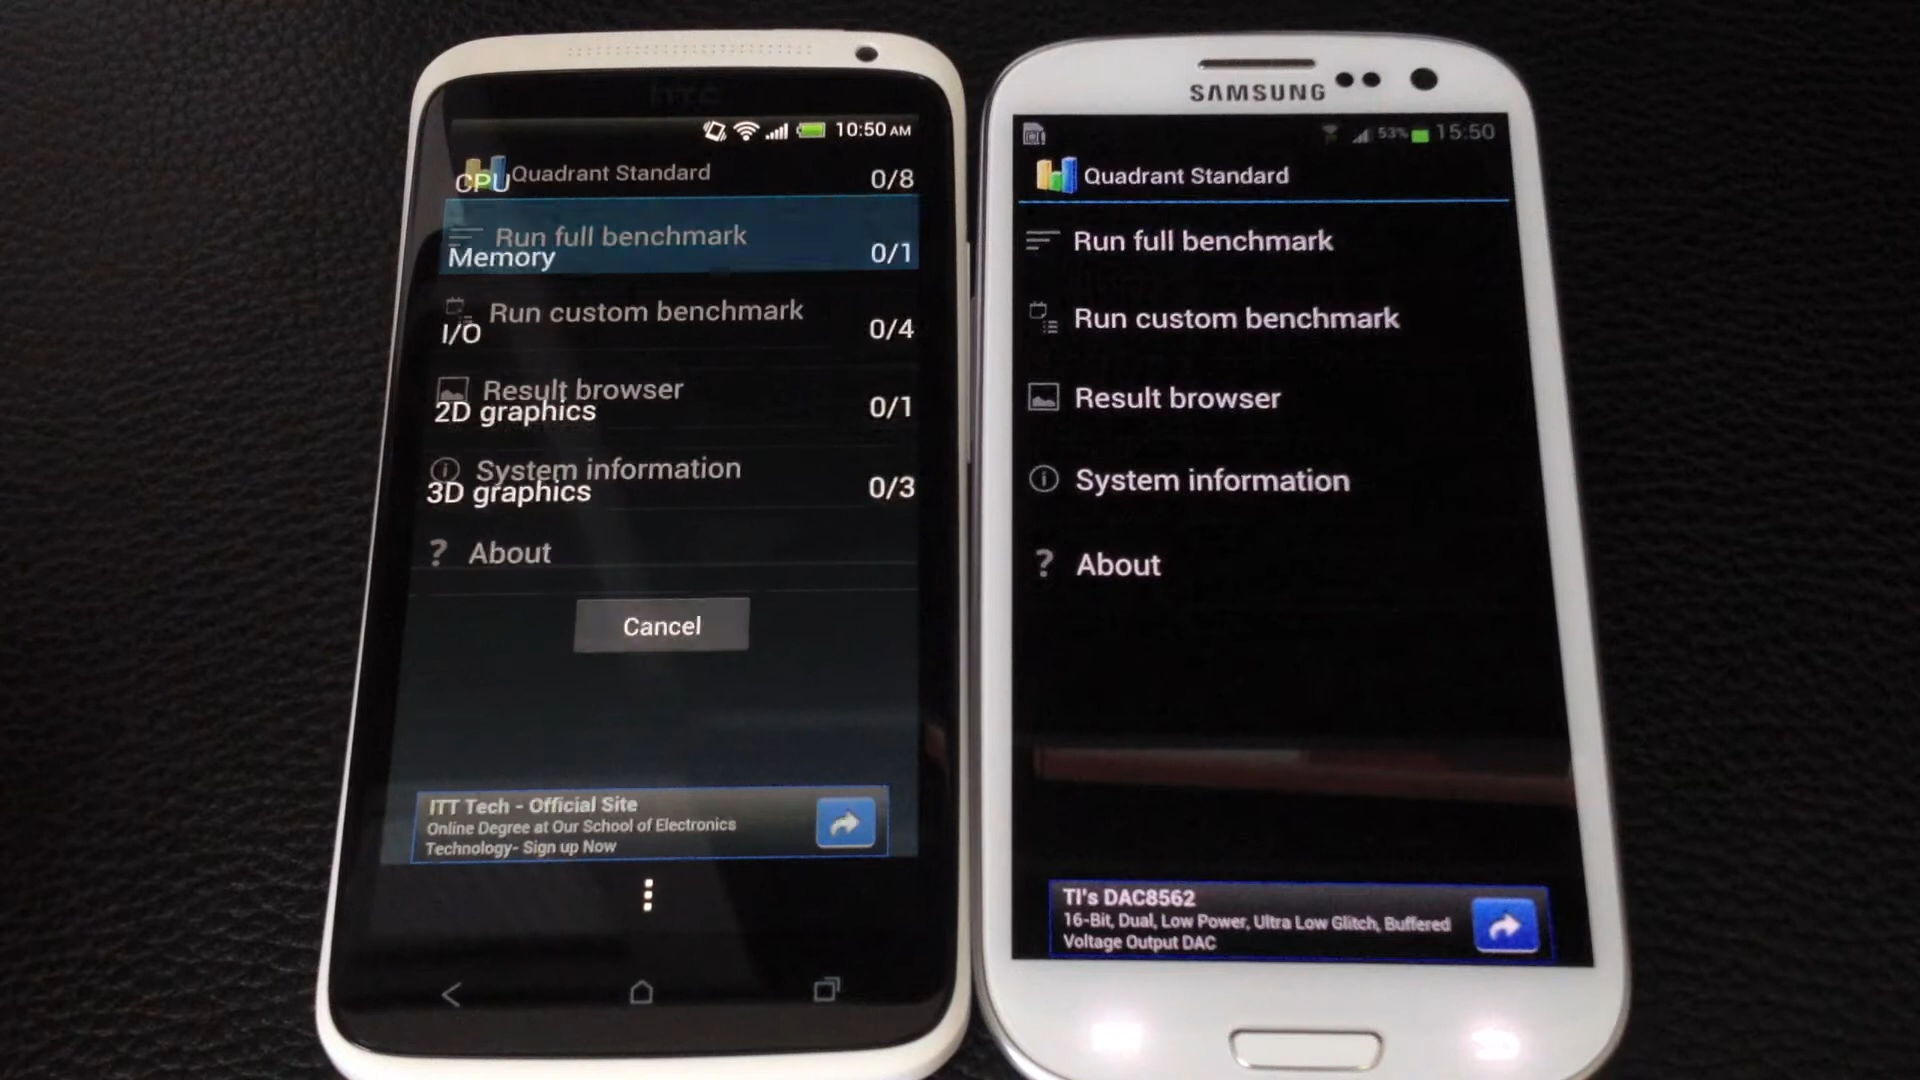 HTC
10:50 AM
Quadrant Standard
CPU 0/8
Run full benchmark
Memory 0/1
Run custom benchmark
I/O 0/4
Result browser
2D graphics 0/1
System information
3D graphics 0/3
? About
Cancel
ITT Tech - Official Site
Online Degree at Our School of Electronics
Technology- Sign up Now
SAMSUNG
53% 15:50
Quadrant Standard
Run full benchmark
Run custom benchmark
Result browser
System information
? About
TI's DAC8562
16-Bit, Dual, Low Power, Ultra Low Glitch, Buffered
Voltage Output DAC